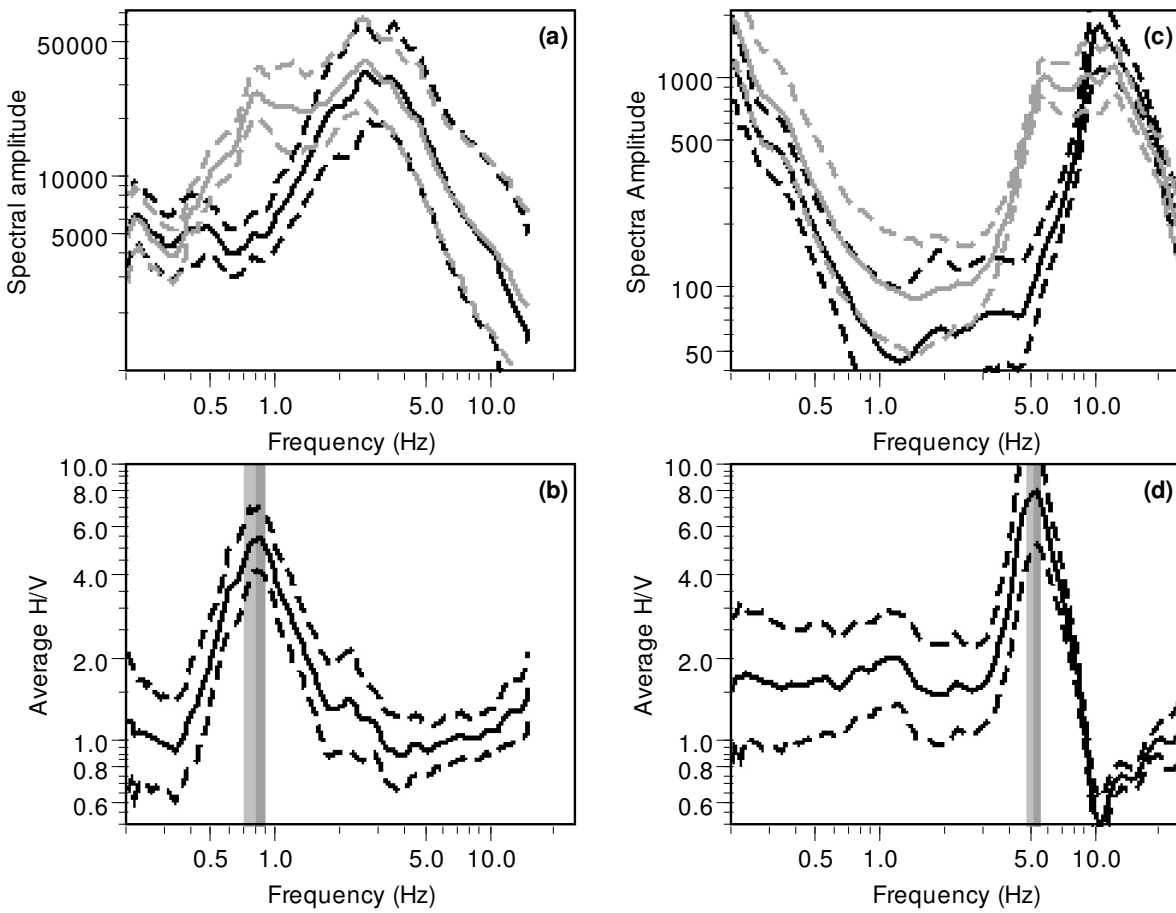 (a)
Spectral amplitude
50000
10000
5000
0.5 1.0 5.0 10.0
Frequency (Hz)
(c)
Spectra Amplitude
1000
500
100
50
0.5 1.0 5.0 10.0
Frequency (Hz)
(b)
Average H/V
10.0
8.0
6.0
4.0
2.0
1.0
0.8
0.6
0.5 1.0 5.0 10.0
Frequency (Hz)
(d)
Average H/V
10.0
8.0
6.0
4.0
2.0
1.0
0.8
0.6
0.5 1.0 5.0 10.0
Frequency (Hz)